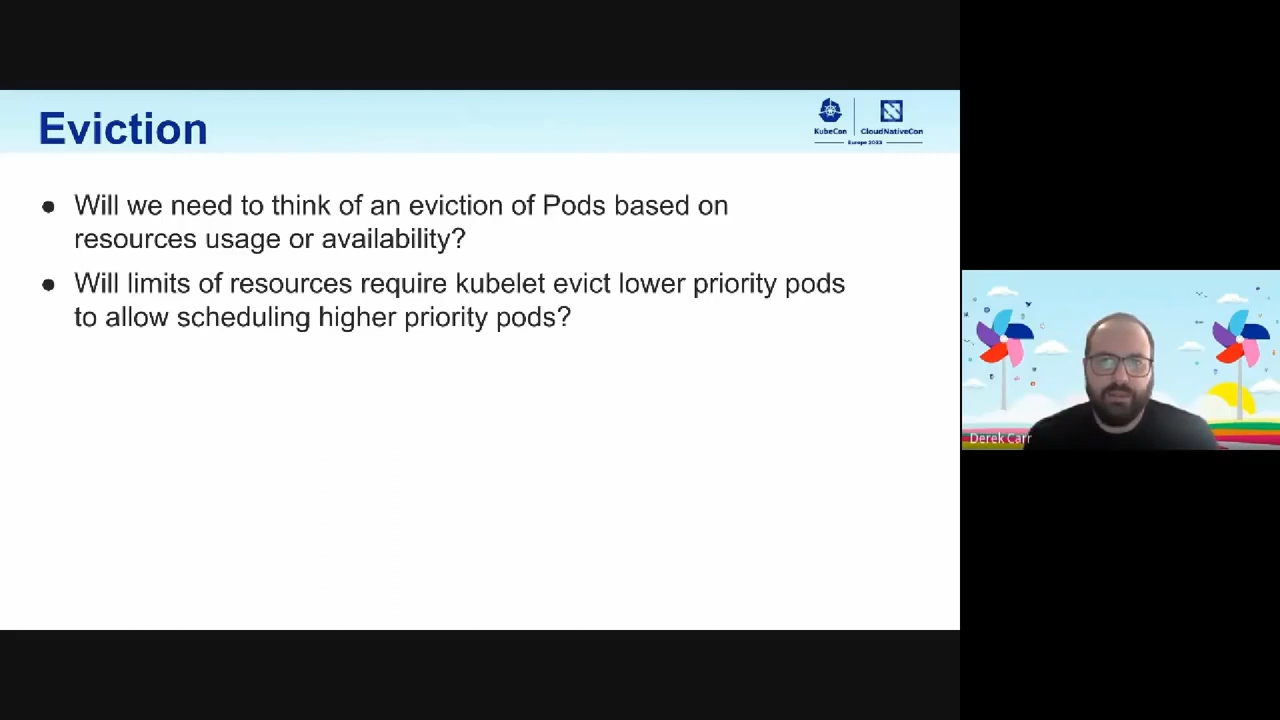 Eviction
KubeCon
CloudNativeCon
Europe 2023
● Will we need to think of an eviction of Pods based on
resources usage or availability?
● Will limits of resources require kubelet evict lower priority pods
to allow scheduling higher priority pods?
Derek Carr